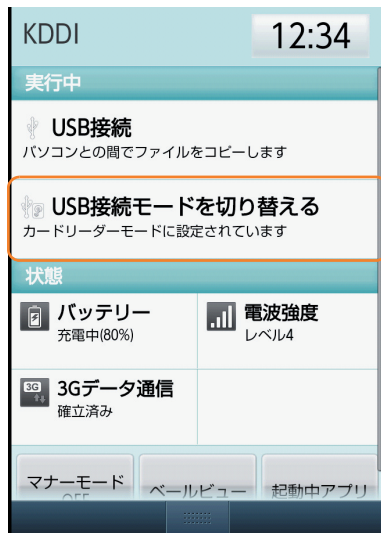 KDDI
12:34
実行中
USB接続
パソコンとの間でファイルをコピーします
USB接続モードを切り替える
カードリーダーモードに設定されています
状態
バッテリー
充電中(80%)
電波強度
レベル4
3G
3Gデータ通信
確立済み
マナーモード
OFF
ベールビュー
起動中アプリ